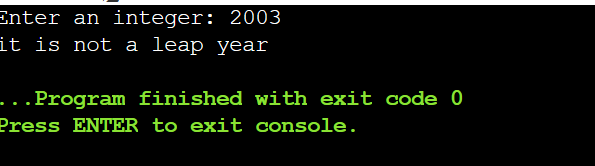 Enter an integer: 2003
it is not a leap year
...Program finished with exit code 0
Press ENTER to exit console.